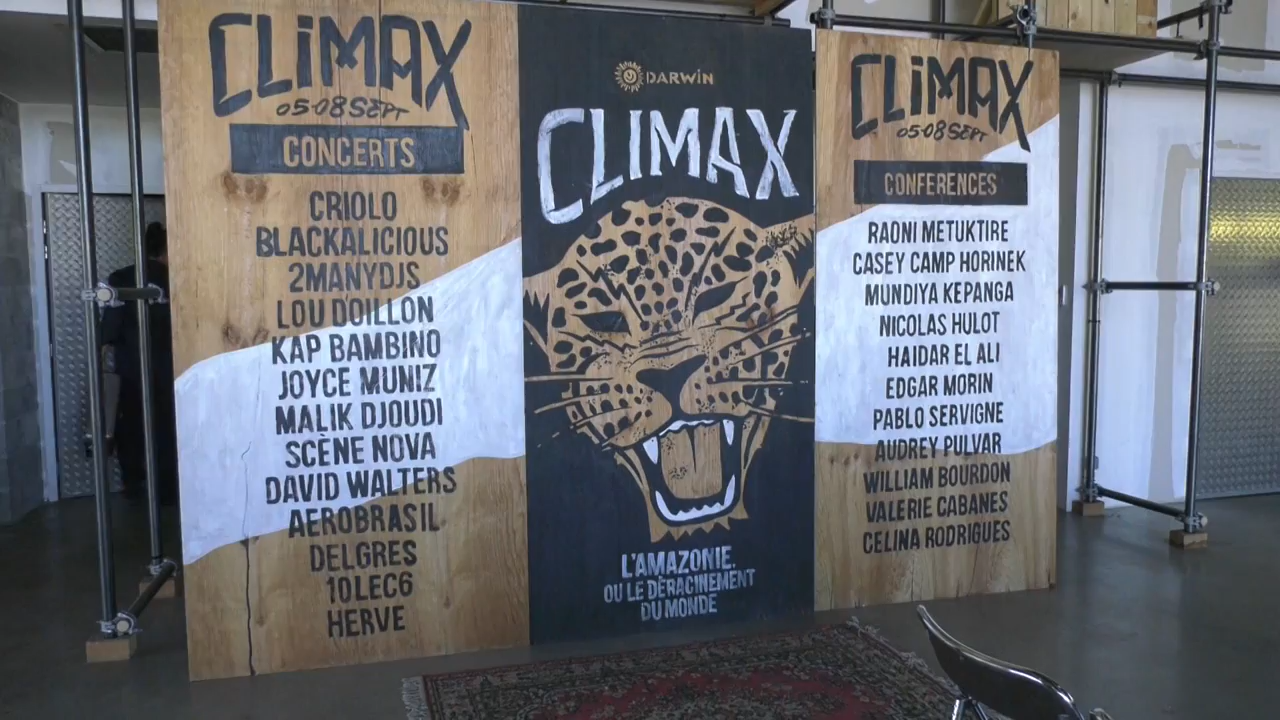 CLiMAX
05-08 SEPT
CONCERTS
CRIOLO
BLACKALICIOUS
2MANYDJS
LOU DOILLON
KAP BAMBINO
JOYCE MUNIZ
MALIK DJOUDI
SCÈNE NOVA
DAVID WALTERS
AEROBRASIL
DELGRES
10LEC6
HERVE
DARWiN
CLIMAX
L'AMAZONIE.
OU LE DÉRACINEMENT
DU MONDE
CLiMAX
05-08 SEPT
CONFERENCES
RAONI METUKTIRE
CASEY CAMP HORINEK
MUNDIYA KEPANGA
NICOLAS HULOT
HAIDAR EL ALI
EDGAR MORIN
PABLO SERVIGNE
AUDREY PULVAR
WILLIAM BOURDON
VALERIE CABANES
CELINA RODRIGUES